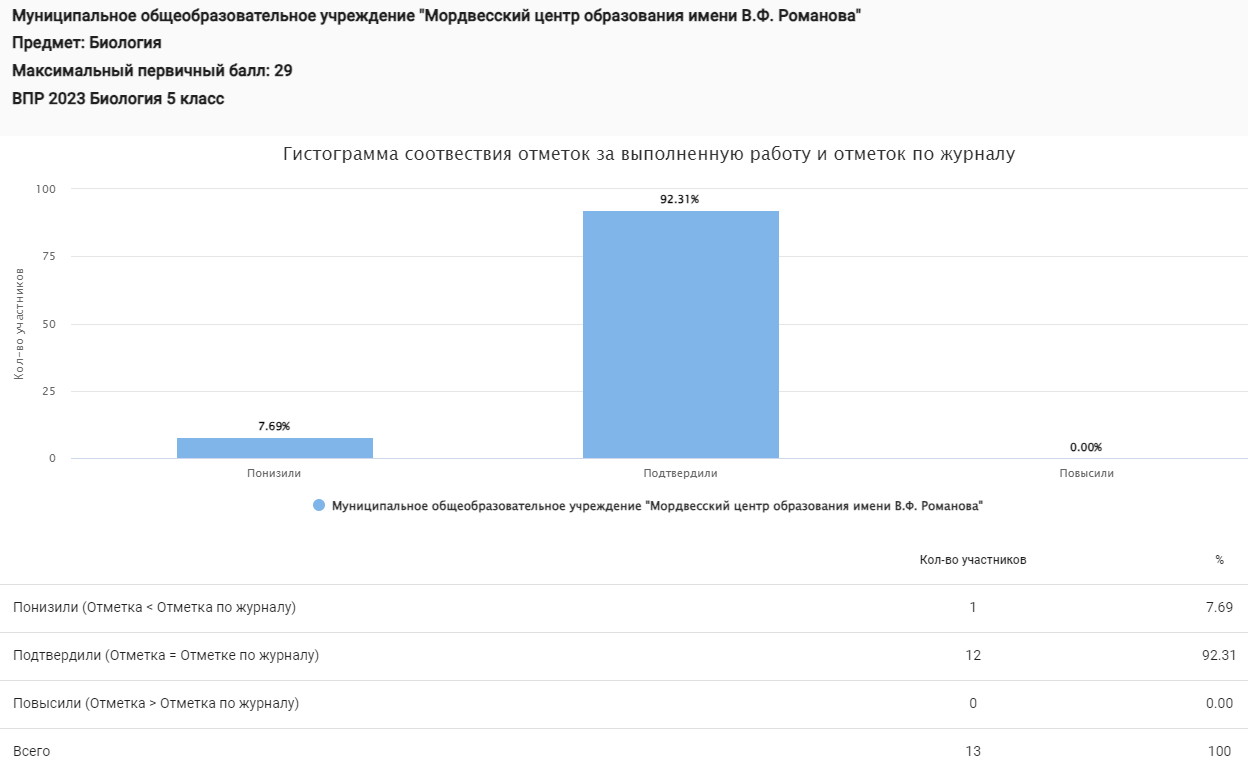 Муниципальное общеобразовательное учреждение "Мордвесский центр образования имени В.Ф. Романова"
Предмет: Биология
Максимальный первичный балл: 29
ВПР 2023 Биология 5 класс
Гистограмма соотвествия отметок за выполненную работу и отметок по журналу
Кол-во участников
100
75
50
25
0
7.69%
92.31%
0.00%
Понизили
Подтвердили
Повысили
Муниципальное общеобразовательное учреждение "Мордвесский центр образования имени В.Ф. Романова"
Кол-во участников %
Понизили (Отметка < Отметка по журналу) 1 7.69
Подтвердили (Отметка = Отметке по журналу) 12 92.31
Повысили (Отметка > Отметка по журналу) 0 0.00
Всего 13 100